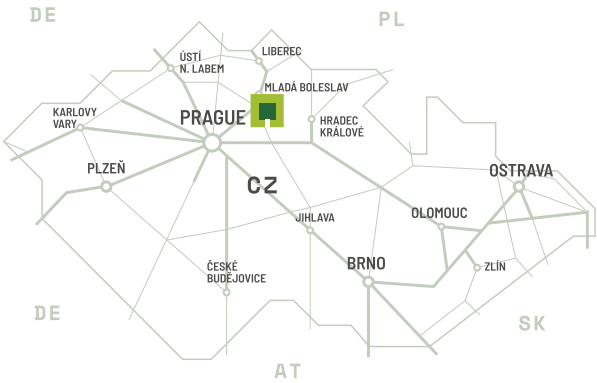 DE
PL
ÚSTÍ
N. LABEM
LIBEREC
MLADÁ BOLESLAV
KARLOVY
VARY
PRAGUE
HRADEC
KRÁLOVÉ
PLZEŇ
OSTRAVA
CZ
JIHLAVA
OLOMOUC
ČESKÉ
BUDĚJOVICE
BRNO
ZLÍN
DE
SK
AT